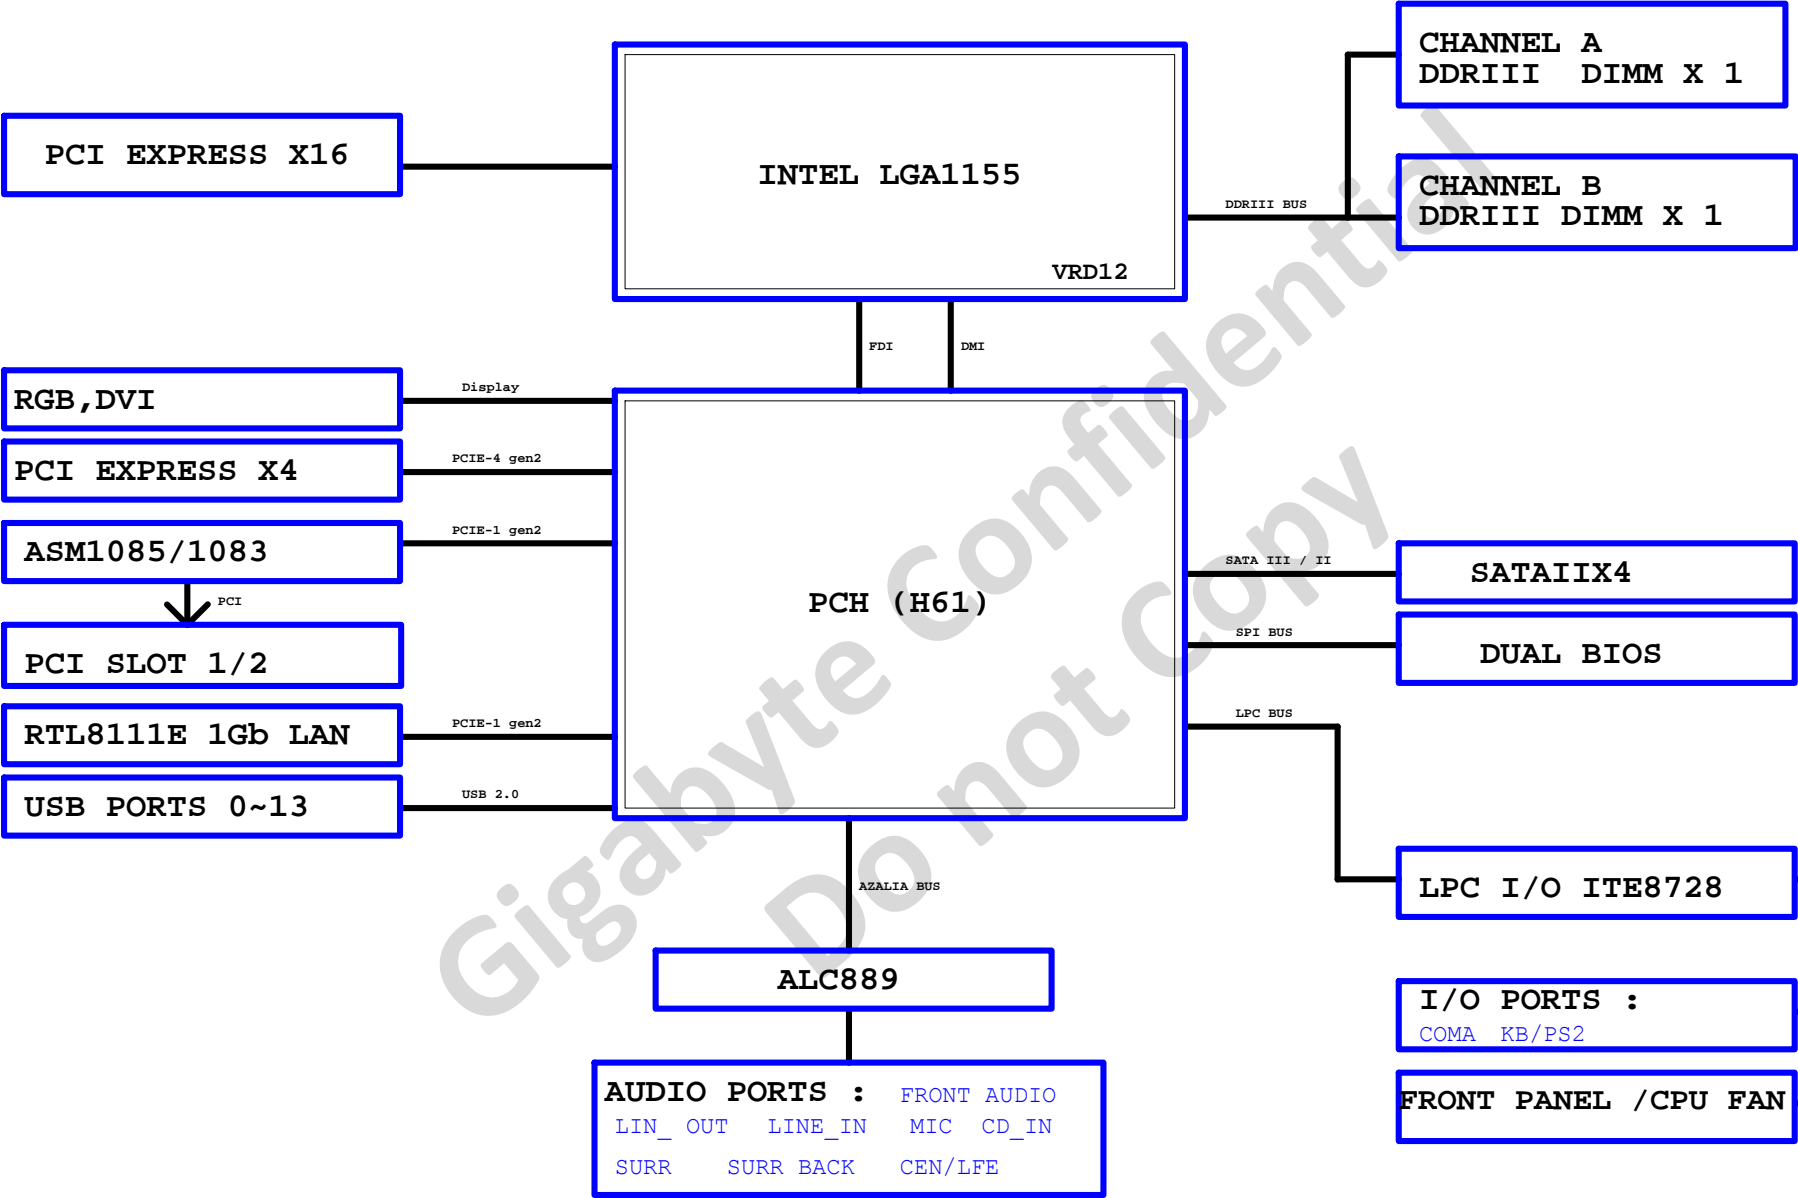 CHANNEL A
DDRIII DIMM X 1
PCI EXPRESS X16
INTEL LGA1155
CHANNEL B
DDRIII DIMM X 1
DDRIII BUS
VRD12
FDI
DMI
RGB,DVI
Display
PCI EXPRESS X4
PCIE-4 gen2
ASM1085/1083
PCIE-1 gen2
PCI
PCI SLOT 1/2
PCH (H61)
SATA III / II
SATAIIX4
SPI BUS
DUAL BIOS
RTL8111E 1Gb LAN
PCIE-1 gen2
LPC BUS
USB PORTS 0~13
USB 2.0
AZALIA BUS
LPC I/O ITE8728
ALC889
I/O PORTS :
COMA KB/PS2
AUDIO PORTS : FRONT AUDIO
LIN_ OUT LINE_IN MIC CD_IN
SURR SURR BACK CEN/LFE
FRONT PANEL /CPU FAN
Gigabyte Confidential
Do not Copy